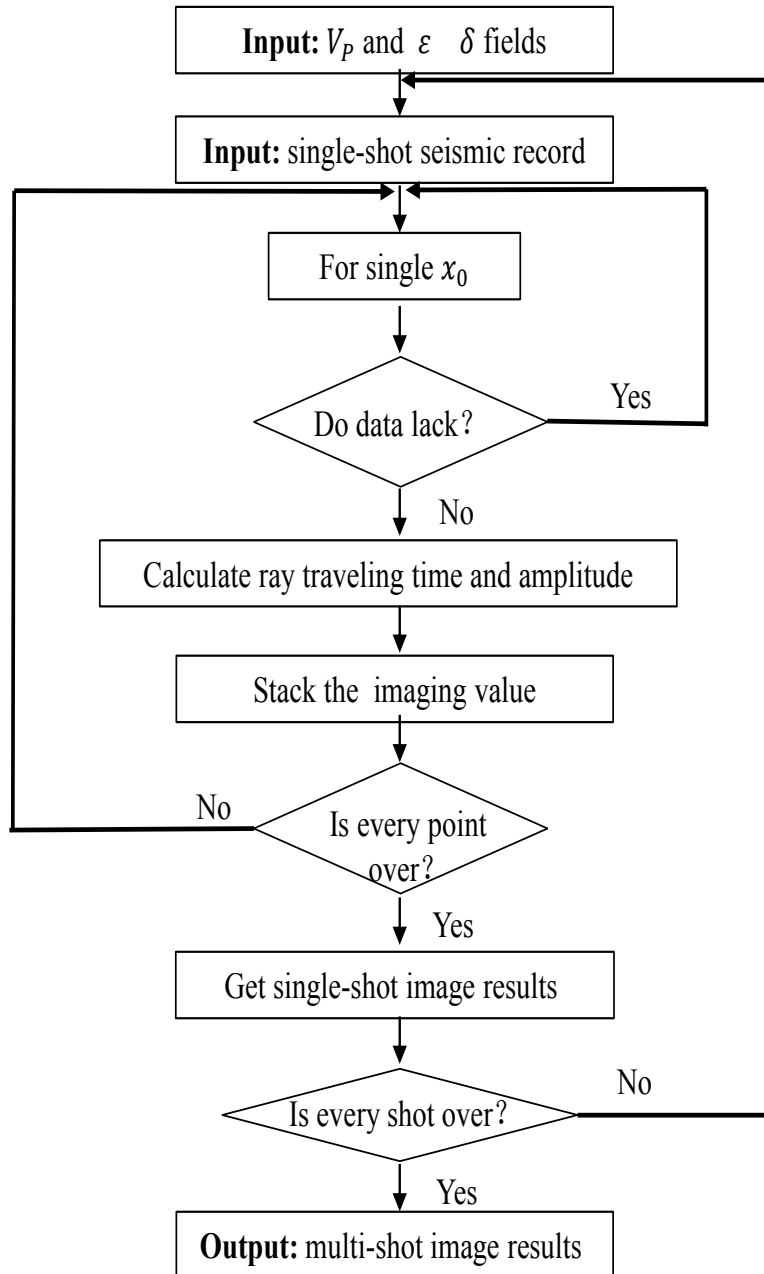 Input: 𝑉𝑃 and 𝜀 𝛿 fields
Input: single-shot seismic record
For single 𝑥0
Do data lack？
Yes
No
Calculate ray traveling time and amplitude
Stack the imaging value
No
Is every point
over？
Yes
Get single-shot image results
No
Is every shot over？
Yes
Output: multi-shot image results